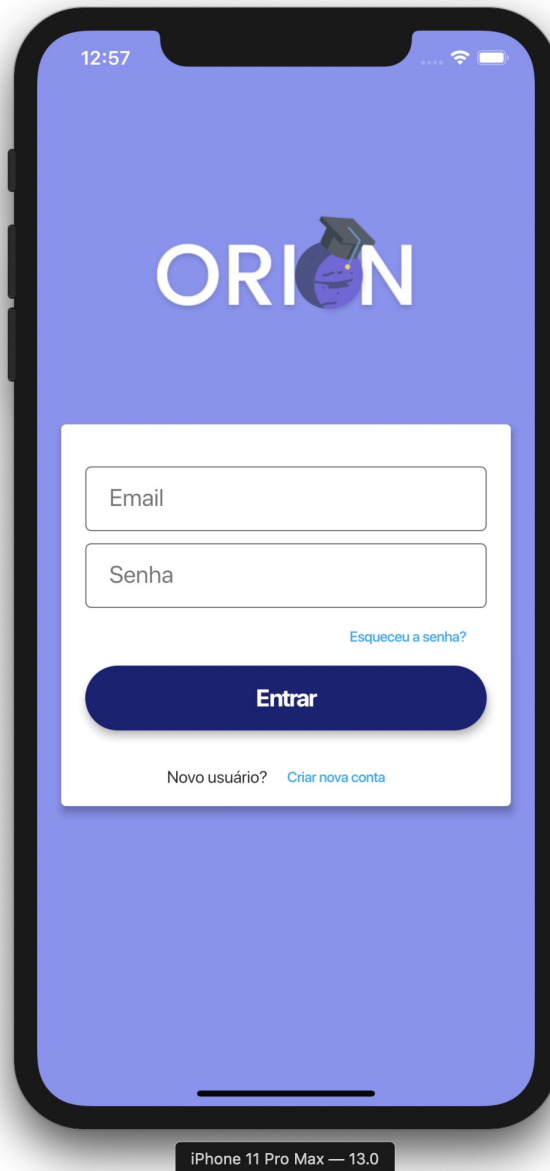 12:57
ORION
Email
Senha
Esqueceu a senha?
Entrar
Novo usuário? Criar nova conta
iPhone 11 Pro Max — 13.0